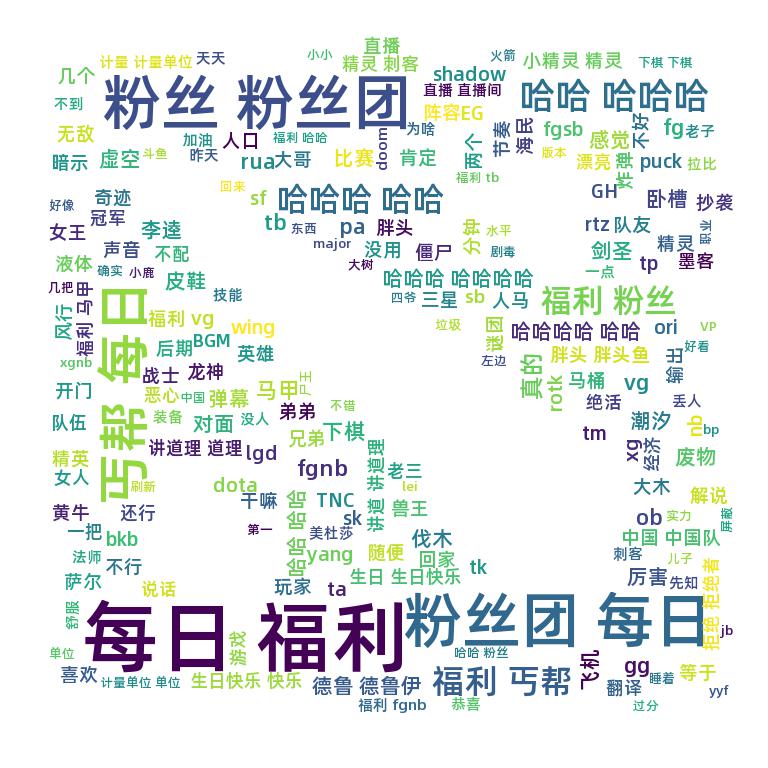 计量 计量单位
天天
小小
直播
火箭
小精灵 精灵
下棋 下棋
几个
精灵 刺客
shadow
粉丝 粉丝团
直播 直播间
哈哈 哈哈哈
不到
阵容EG
为啥
fgsb
fg
老子
无敌
加油
福利 哈哈
人口
doom
两个
节奏
海民
感觉
不好
暗示
虚空
斗鱼
昨天
rua
大哥
比赛
肯定
版本
漂亮
炸弹
puck
拉比
回来
福利 tb
好像
奇迹
sf
哈哈哈 哈哈
GH
卧槽
抄袭
冠军
李逵
tb
东西
pa
胖头
分钟
水平
rtz
队友
职业
女王
声音
不配
major
没用
僵尸
剧毒
剑圣
精灵
墨客
tp
液体
确实
小鹿
皮鞋
大树
哈哈哈 哈哈哈哈
一点
几把
福利 马甲
技能
四爷
三星
sb
人马
福利 粉丝
风行
丐帮 每日
福利 vg
wing
垃圾
谜团
哈哈哈哈 哈哈
ori
VP
xgnb
后期
BGM
英雄
左边
胖头 胖头鱼
输出
好看
战士
龙神
尸王
真的
马桶
vg
开门
恶心
中国
弹幕
马甲
不错
rotk
绝活
丢人
队伍
装备
没人
对面
弟弟
下棋
潮汐
nb
bp
讲道理 道理
兄弟
tm
xg
经济
精英
lgd
fgnb
讲道 讲道理
老三
废物
女人
刷新
dota
lei
大木
解说
黄牛
还行
干嘛
哈哈 哈哈
TNC
兽王
ob
实力
屏蔽
一把
bkb
第一
美杜莎
sk
伐木
中国 中国队
法师
不行
yang
随便
回家
刺客
儿子
拒绝 拒绝者
萨尔
说话
玩家
ta
生日 生日快乐
tk
厉害
先知
舒服
每日 福利
粉丝团 每日
jb
单位
游戏
哈哈 粉丝
喜欢
计量单位 单位
生日快乐 快乐
德鲁 德鲁伊
福利 丐帮
飞机
gg
睡着
等于
翻译
yyf
福利 fgnb
恭喜
过分